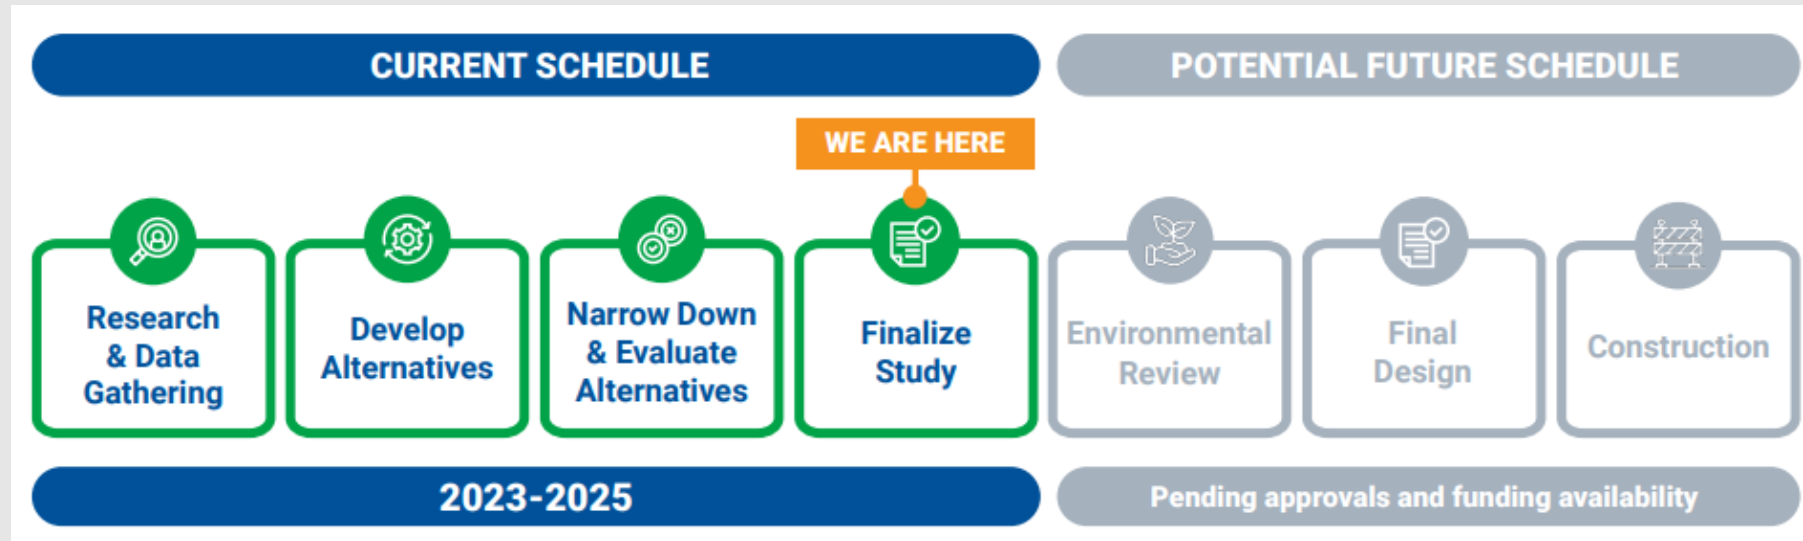 CURRENT SCHEDULE
POTENTIAL FUTURE SCHEDULE
WE ARE HERE
Research
& Data
Gathering
Develop
Alternatives
Narrow Down
& Evaluate
Alternatives
Finalize
Study
Environmental
Review
Final
Design
Construction
2023-2025
Pending approvals and funding availability